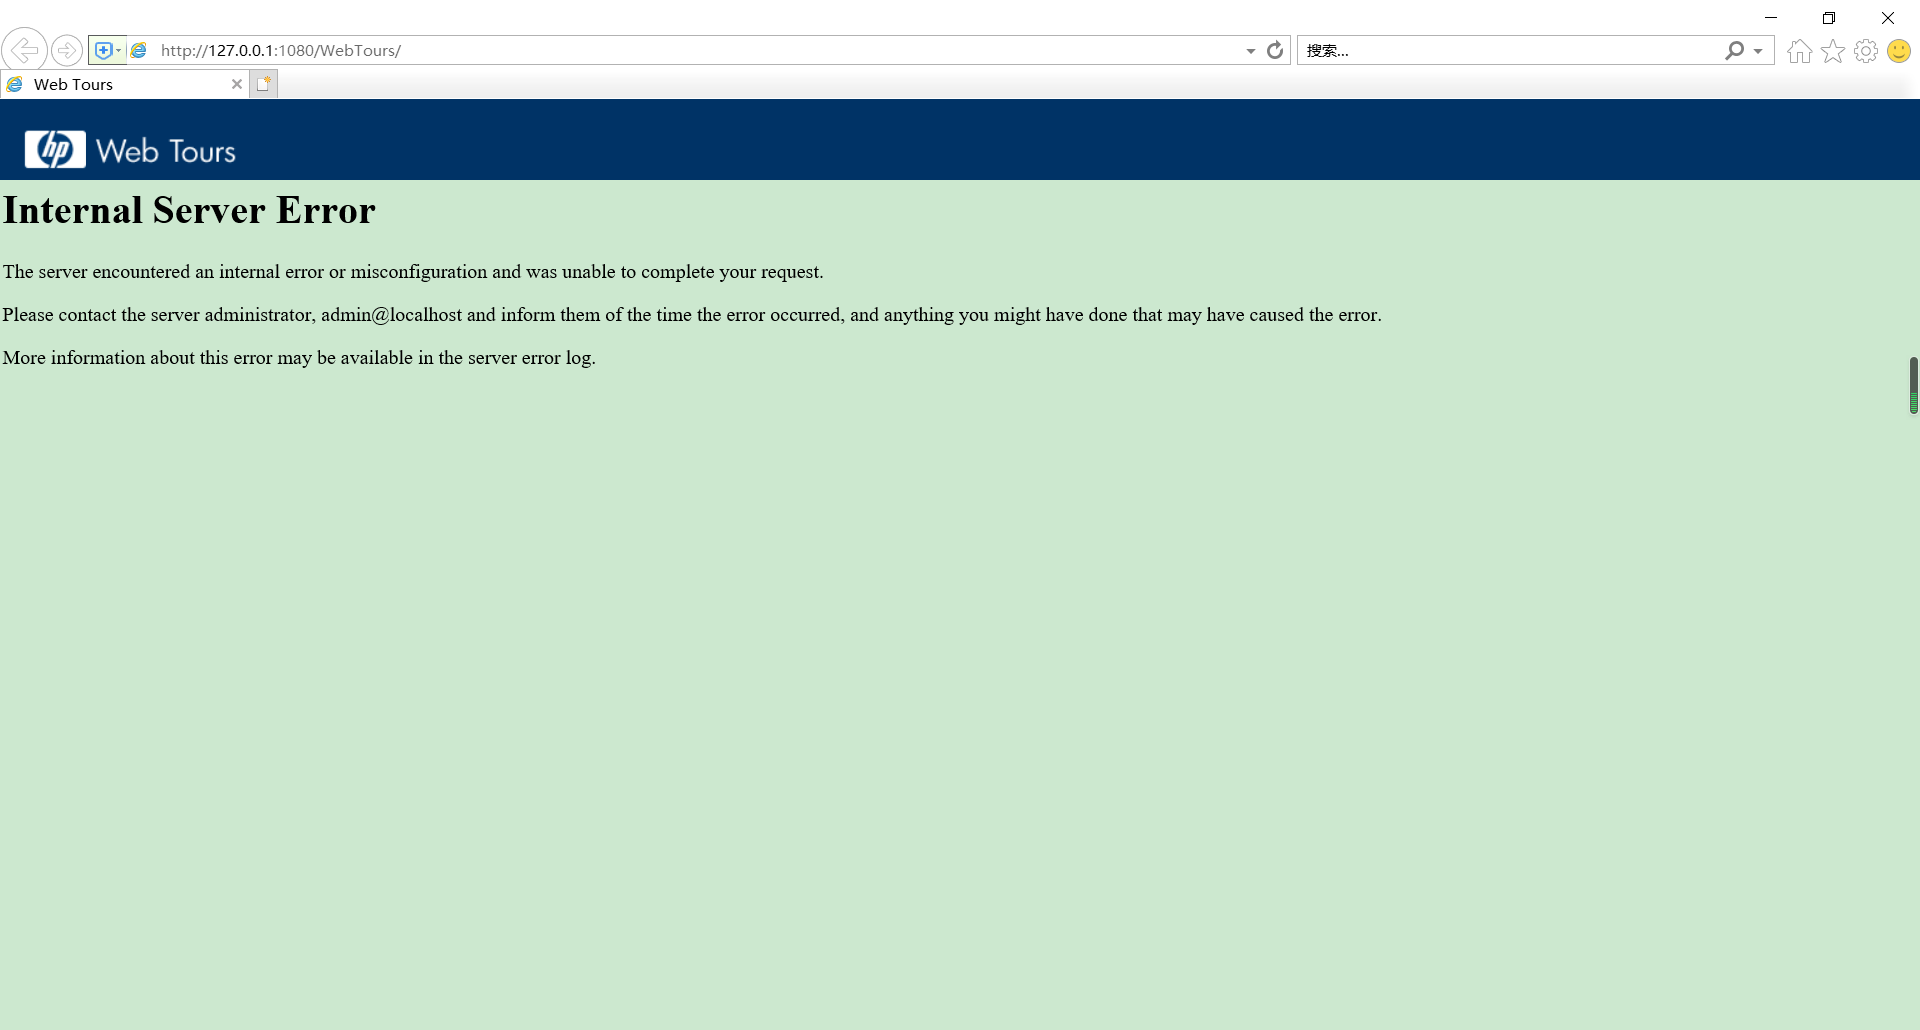 http://127.0.0.1:1080/WebTours/
搜索...
Web Tours
hp Web Tours
Internal Server Error
The server encountered an internal error or misconfiguration and was unable to complete your request.
Please contact the server administrator, admin@localhost and inform them of the time the error occurred, and anything you might have done that may have caused the error.
More information about this error may be available in the server error log.